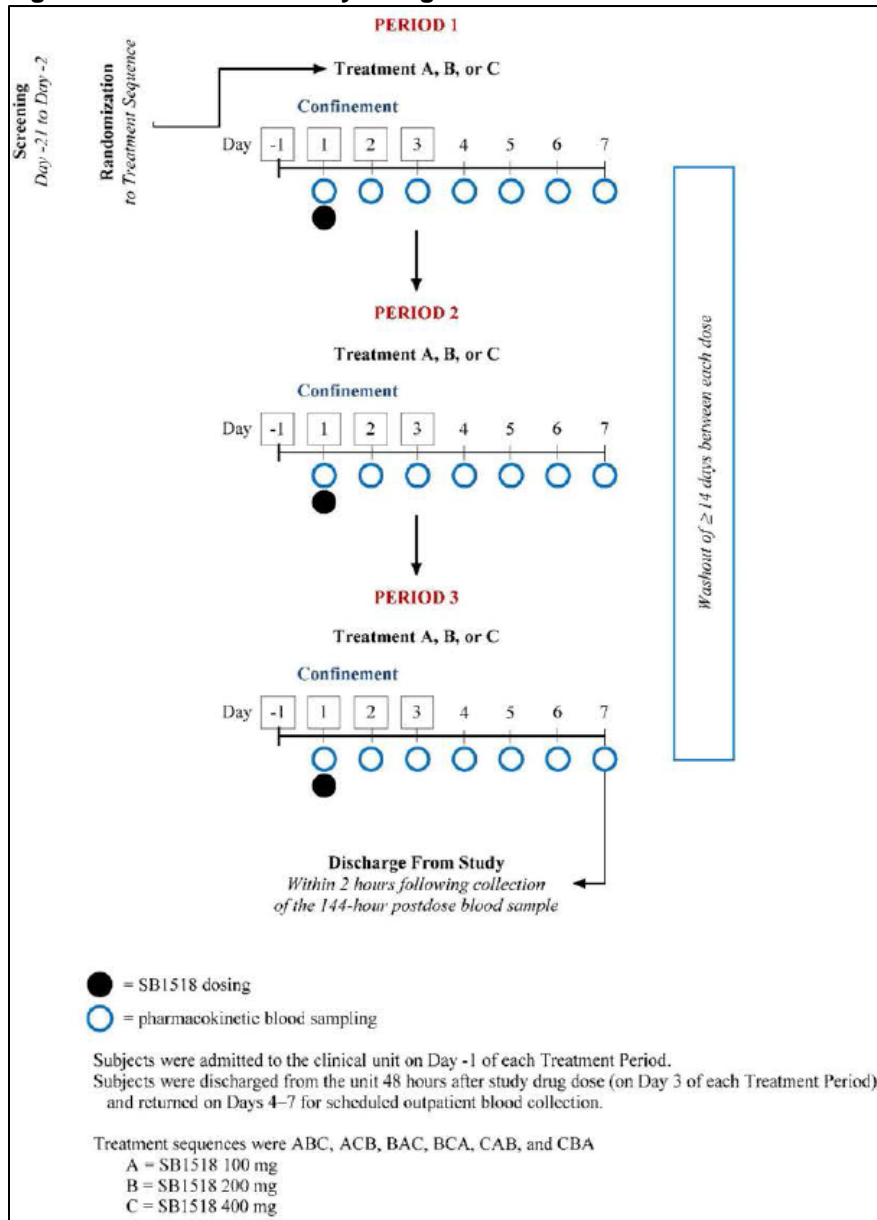 PERIOD 1
Screening
Day -21 to Day -2
Randomization
to Treatment Sequence
Treatment A, B, or C
Confinement
Day -1 1 2 3 4 5 6 7
PERIOD 2
Treatment A, B, or C
Confinement
Day -1 1 2 3 4 5 6 7
Washout of ≥ 14 days between each dose
PERIOD 3
Treatment A, B, or C
Confinement
Day -1 1 2 3 4 5 6 7
Discharge From Study
Within 2 hours following collection
of the 144-hour postdose blood sample
= SB1518 dosing
= pharmacokinetic blood sampling
Subjects were admitted to the clinical unit on Day -1 of each Treatment Period.
Subjects were discharged from the unit 48 hours after study drug dose (on Day 3 of each Treatment Period)
and returned on Days 4–7 for scheduled outpatient blood collection.
Treatment sequences were ABC, ACB, BAC, BCA, CAB, and CBA
A = SB1518 100 mg
B = SB1518 200 mg
C = SB1518 400 mg